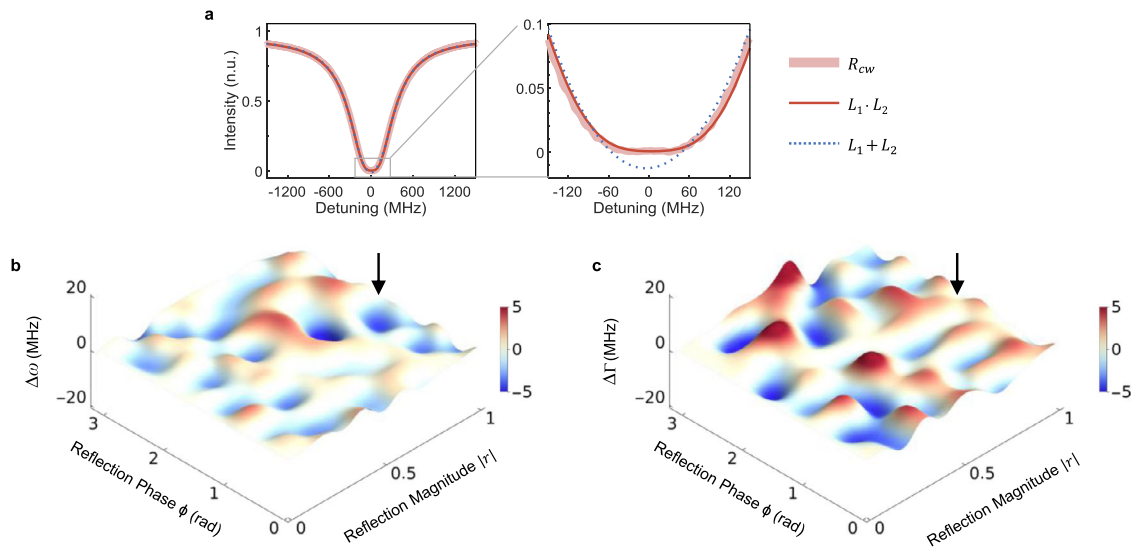 a
Intensity (n.u.)
1
0.5
0
-1200 -600 0 600 1200
Detuning (MHz)
0.1
0.05
0
-120 -60 0 60 120
Detuning (MHz)
R_cw
L_1 · L_2
L_1 + L_2
b
Δω (MHz)
20
0
−20
3
2
1
0
Reflection Phase ϕ (rad)
0
0.5
1
Reflection Magnitude |r|
5
−5
c
ΔΓ (MHz)
20
0
−20
3
2
1
0
Reflection Phase ϕ (rad)
0
0.5
1
Reflection Magnitude |r|
5
−5